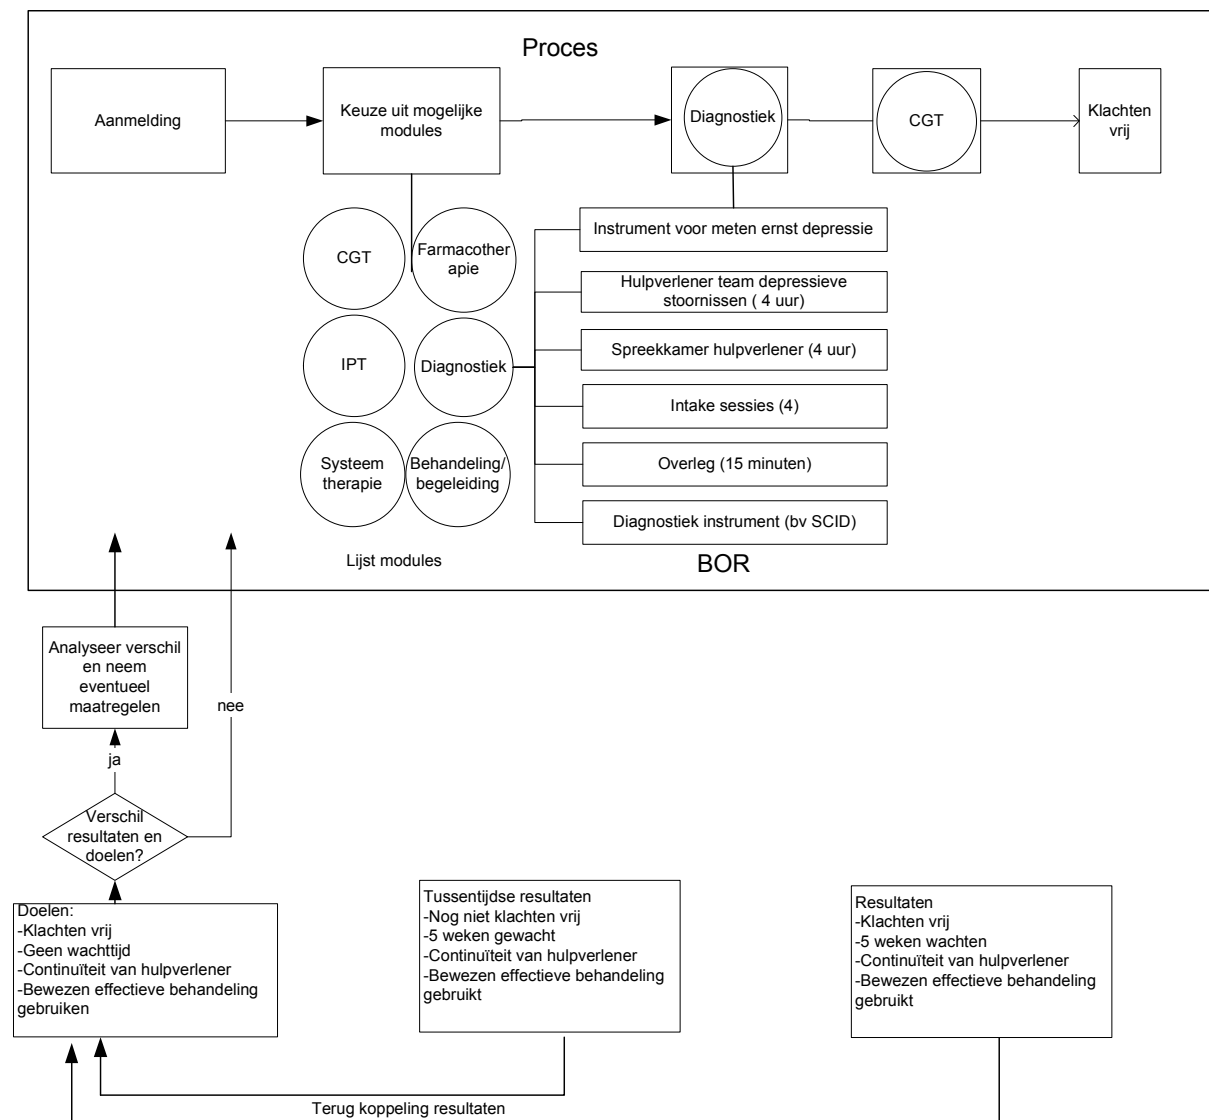 Proces
Aanmelding
Keuze uit mogelijke
modules
Diagnostiek
CGT
Klachten
vrij
CGT
Farmacother
apie
IPT
Diagnostiek
Systeem
therapie
Behandeling/
begeleiding
Lijst modules
Instrument voor meten ernst depressie
Hulpverlener team depressieve
stoornissen ( 4 uur)
Spreekkamer hulpverlener (4 uur)
Intake sessies (4)
Overleg (15 minuten)
Diagnostiek instrument (bv SCID)
BOR
Analyseer verschil
en neem
eventueel
maatregelen
nee
ja
Verschil
resultaten en
doelen?
Doelen:
-Klachten vrij
-Geen wachttijd
-Continuïteit van hulpverlener
-Bewezen effectieve behandeling
gebruiken
Tussentijdse resultaten
-Nog niet klachten vrij
-5 weken gewacht
-Continuïteit van hulpverlener
-Bewezen effectieve behandeling
gebruikt
Resultaten
-Klachten vrij
-5 weken wachten
-Continuïteit van hulpverlener
-Bewezen effectieve behandeling
gebruikt
Terug koppeling resultaten